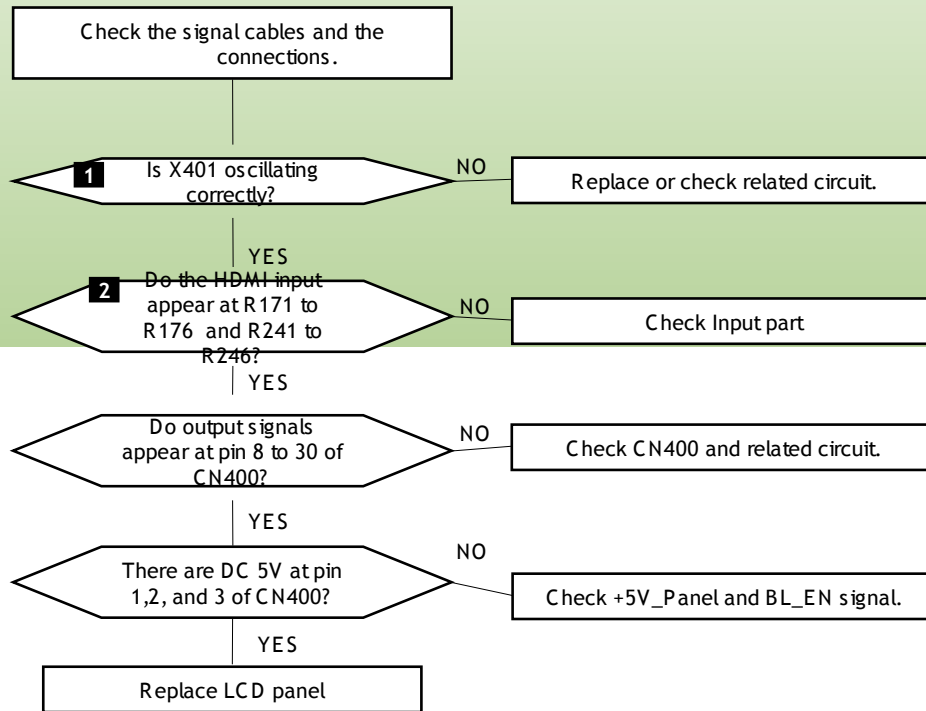 Check the signal cables and the
connections.
1
Is X401 oscillating
correctly?
NO
Replace or check related circuit.
YES
2
Do the HDMI input
appear at R171 to
R176 and R241 to
R246?
NO
Check Input part
YES
Do output signals
appear at pin 8 to 30 of
CN400?
NO
Check CN400 and related circuit.
YES
There are DC 5V at pin
1,2, and 3 of CN400?
NO
Check +5V_Panel and BL_EN signal.
YES
Replace LCD panel